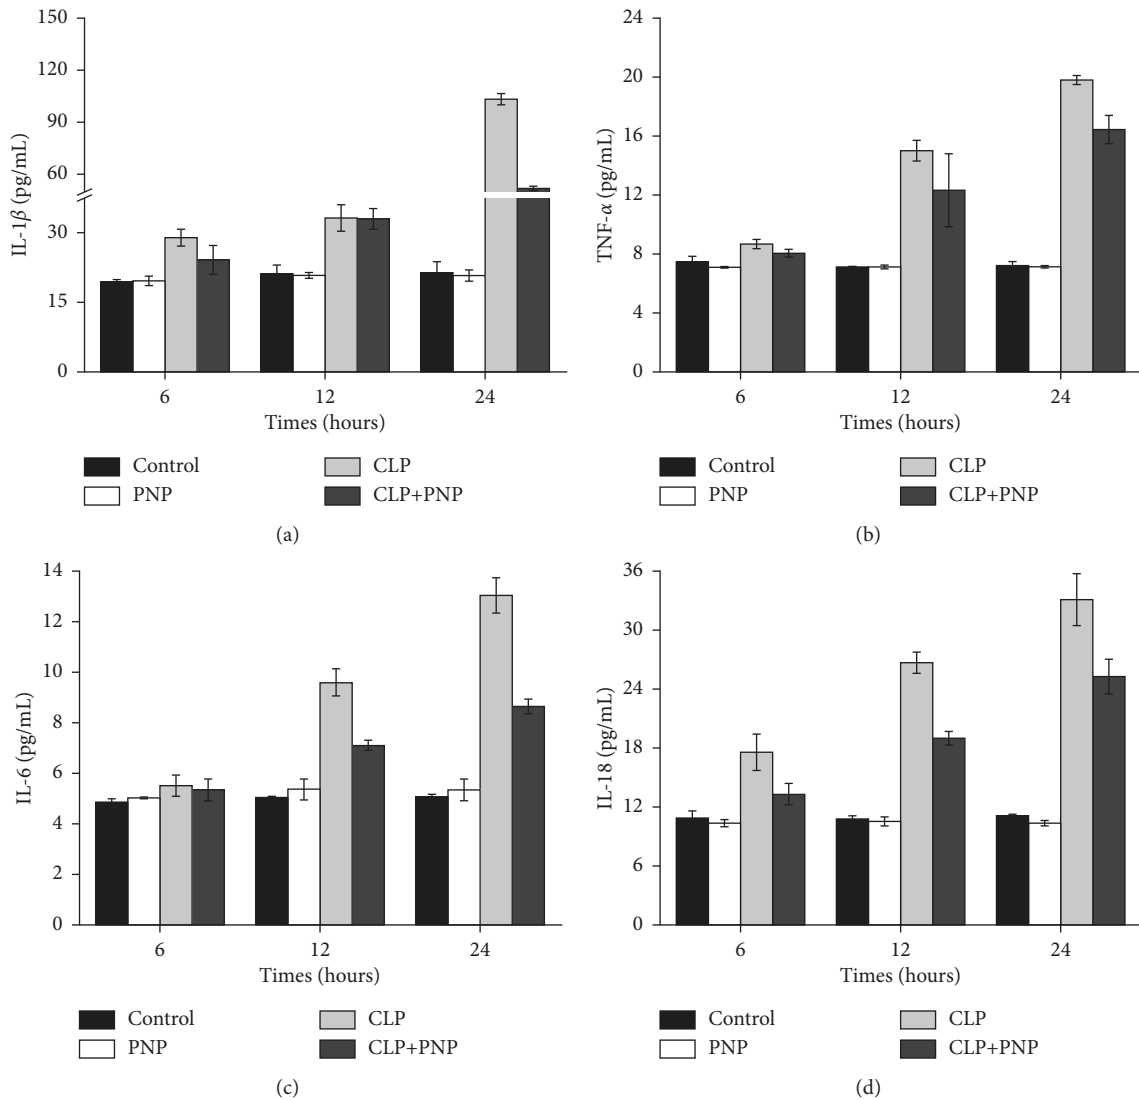 150
120
90
60
30
15
0
IL-1β (pg/mL)
6
12
24
Times (hours)
Control
CLP
PNP
CLP+PNP
(a)
24
20
16
12
8
4
0
TNF-α (pg/mL)
6
12
24
Times (hours)
Control
CLP
PNP
CLP+PNP
(b)
14
12
10
8
6
4
2
0
IL-6 (pg/mL)
6
12
24
Times (hours)
Control
CLP
PNP
CLP+PNP
(c)
36
30
24
18
12
6
0
IL-18 (pg/mL)
6
12
24
Times (hours)
Control
CLP
PNP
CLP+PNP
(d)